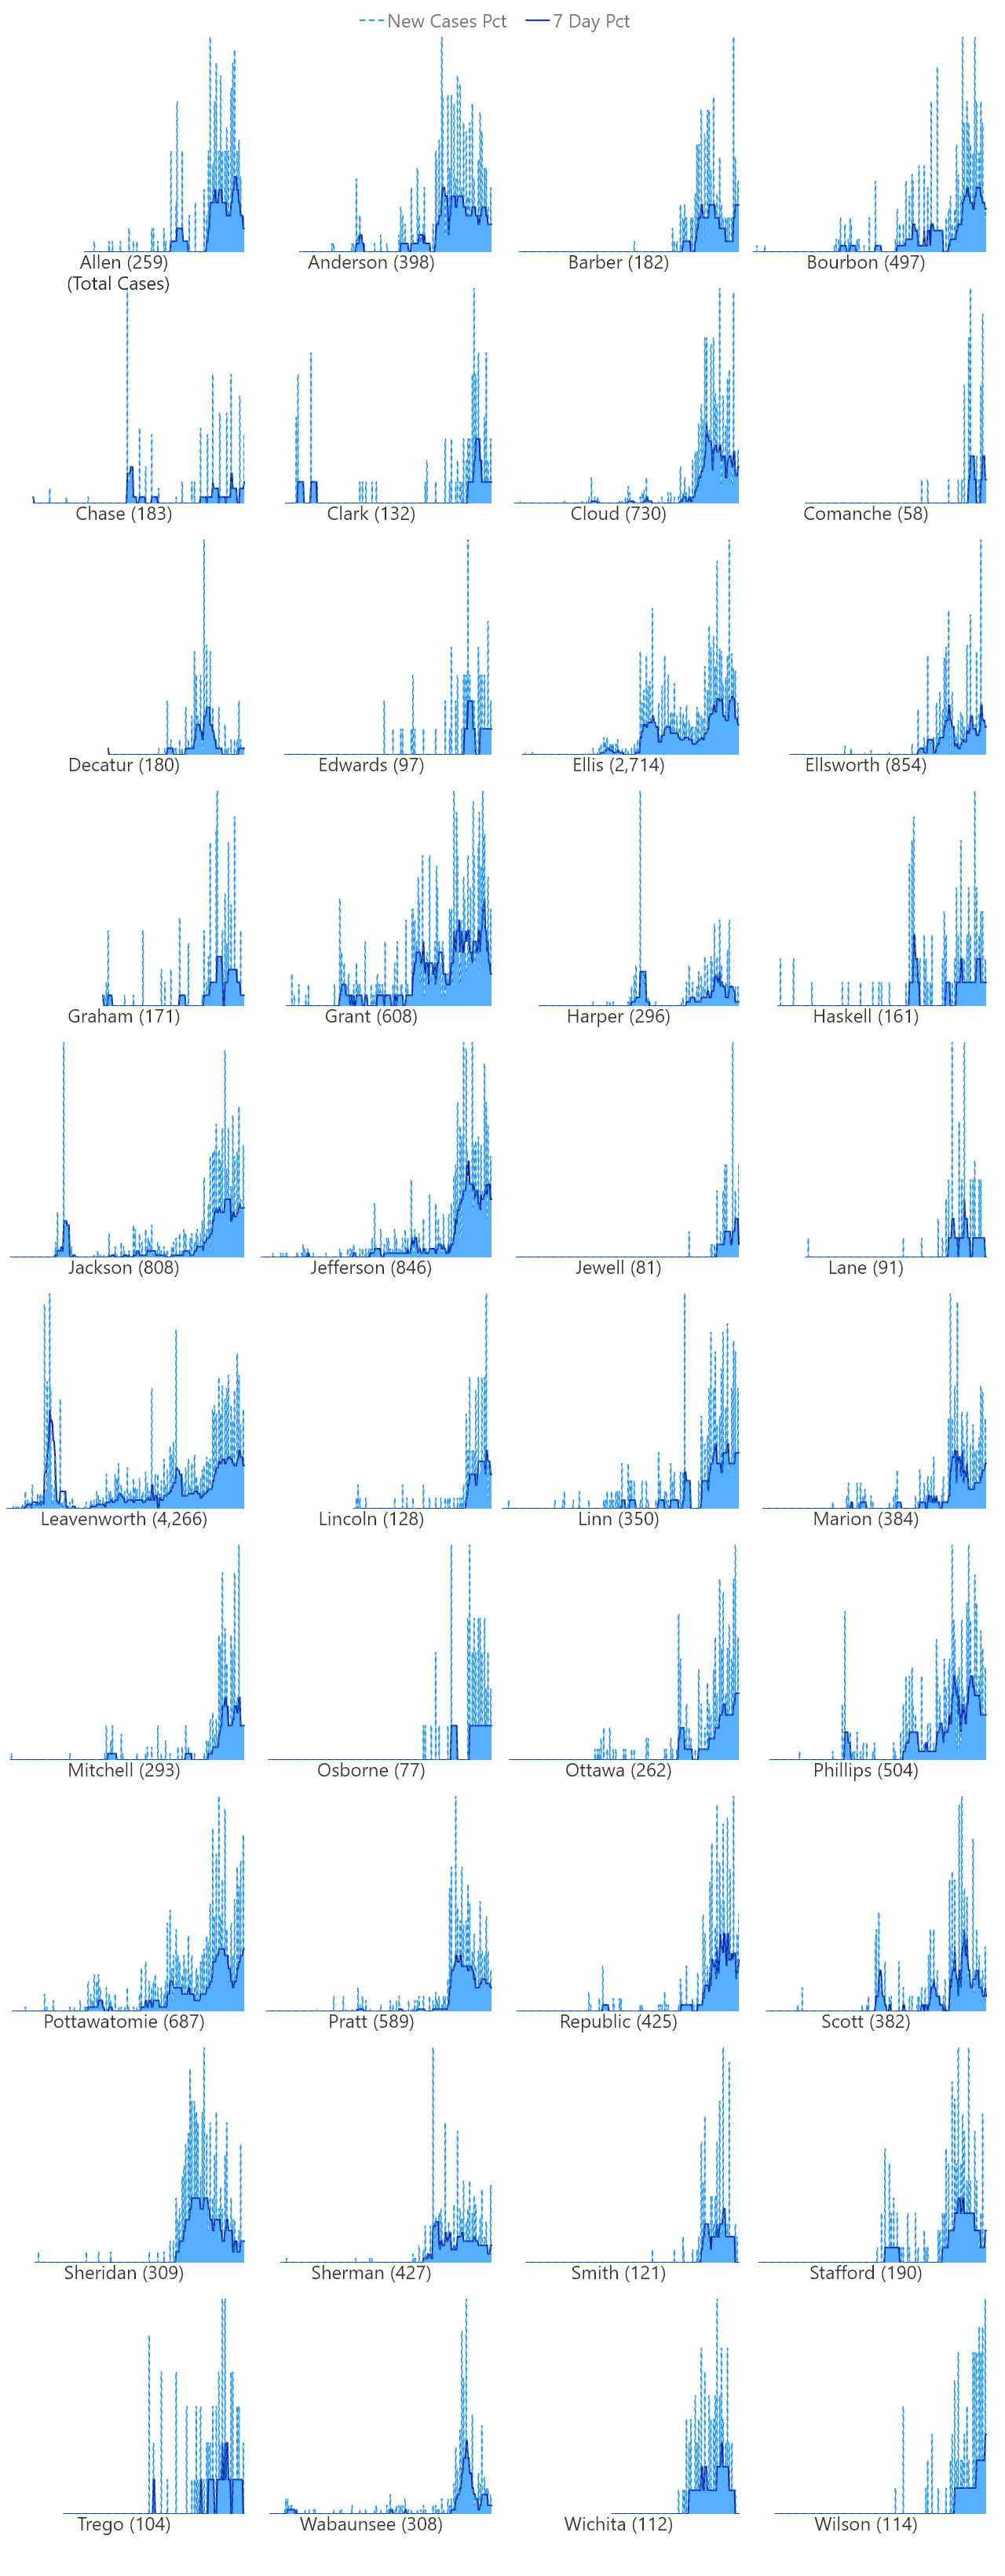 New Cases Pct 7 Day Pct
Allen (259) Anderson (398) Barber (182) Bourbon (497)
(Total Cases)
Chase (183) Clark (132) Cloud (730) Comanche (58)
Decatur (180) Edwards (97) Ellis (2,714) Ellsworth (854)
Graham (171) Grant (608) Harper (296) Haskell (161)
Jackson (808) Jefferson (846) Jewell (81) Lane (91)
Leavenworth (4,266) Lincoln (128) Linn (350) Marion (384)
Mitchell (293) Osborne (77) Ottawa (262) Phillips (504)
Pottawatomie (687) Pratt (589) Republic (425) Scott (382)
Sheridan (309) Sherman (427) Smith (121) Stafford (190)
Trego (104) Wabaunsee (308) Wichita (112) Wilson (114)